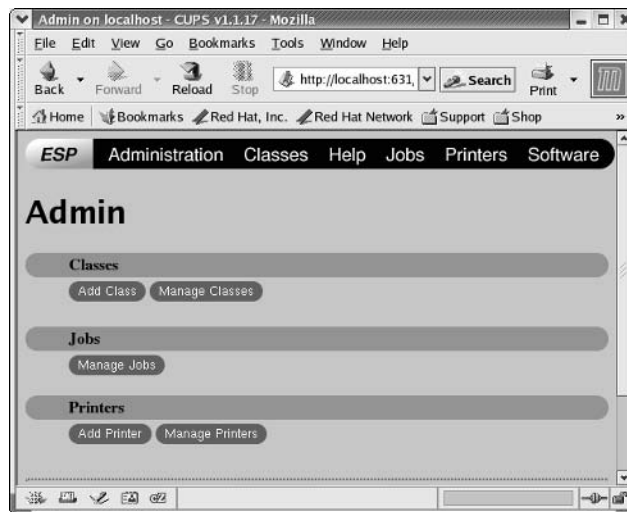 Admin on localhost - CUPS v1.1.17 - Mozilla
File Edit View Go Bookmarks Tools Window Help
Back Forward Reload Stop http://localhost:631, Search Print
Home Bookmarks Red Hat, Inc. Red Hat Network Support Shop »
ESP Administration Classes Help Jobs Printers Software
Admin
Classes
Add Class Manage Classes
Jobs
Manage Jobs
Printers
Add Printer Manage Printers